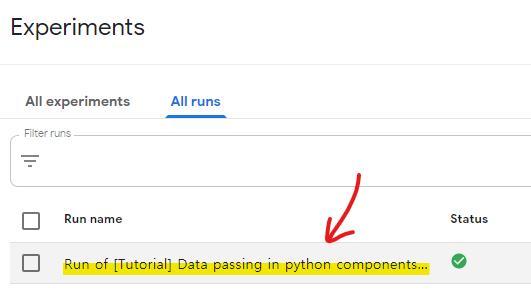 Experiments
All experiments All runs
Filter runs
Run name Status
Run of [Tutorial] Data passing in python components...